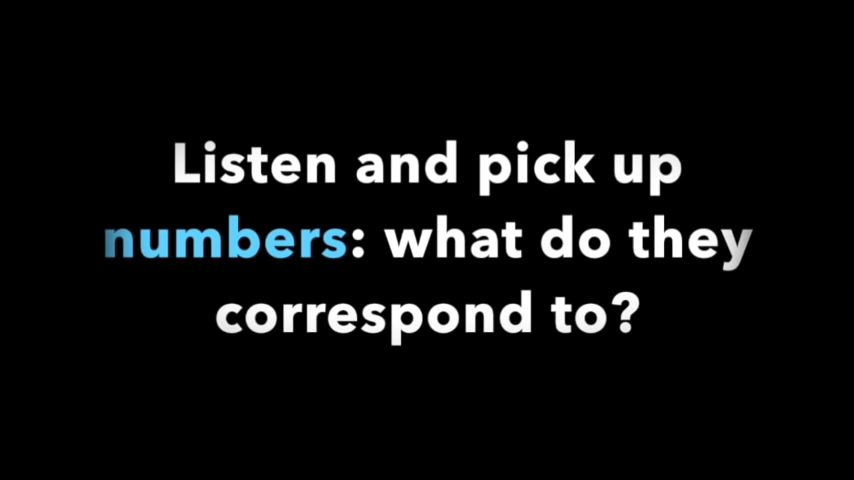 Listen and pick up
numbers: what do they
correspond to?